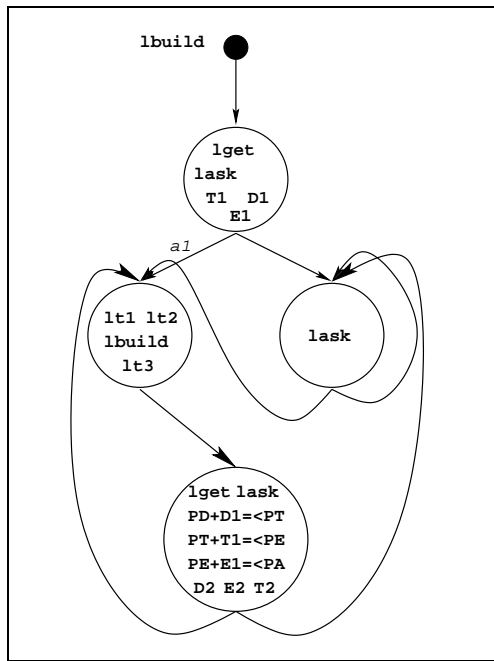 lbuild
lget
lask
T1 D1
E1
a1
lt1 lt2
lbuild
lt3
lask
lget lask
PD+D1=<PT
PT+T1=<PE
PE+E1=<PA
D2 E2 T2